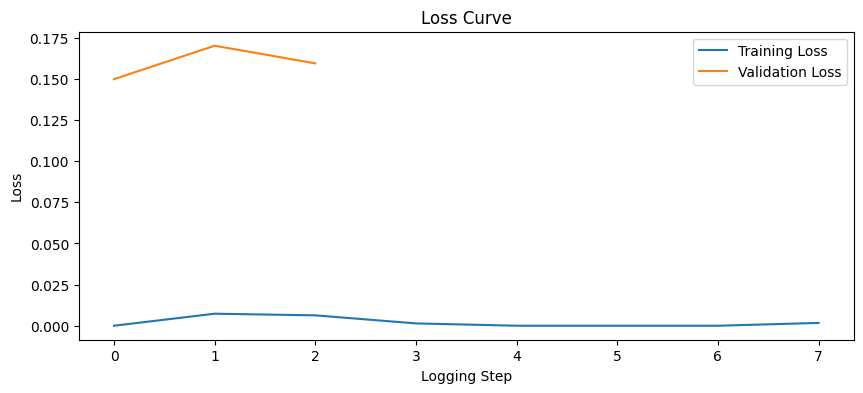 Loss Curve
0.175
0.150
0.125
0.100
0.075
0.050
0.025
0.000
Loss
Training Loss
Validation Loss
0 1 2 3 4 5 6 7
Logging Step